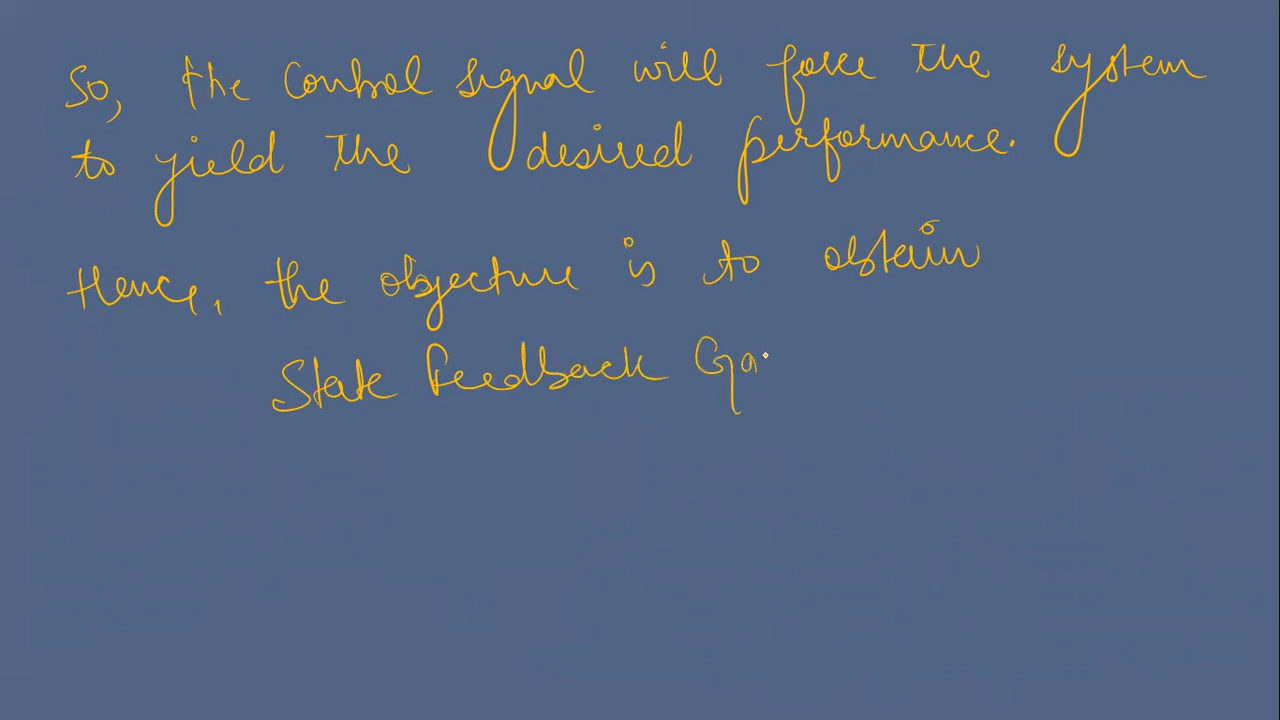 So, the control signal will force the system
to yield the desired performance.
Hence, the objective is to obtain
State Feedback Ga